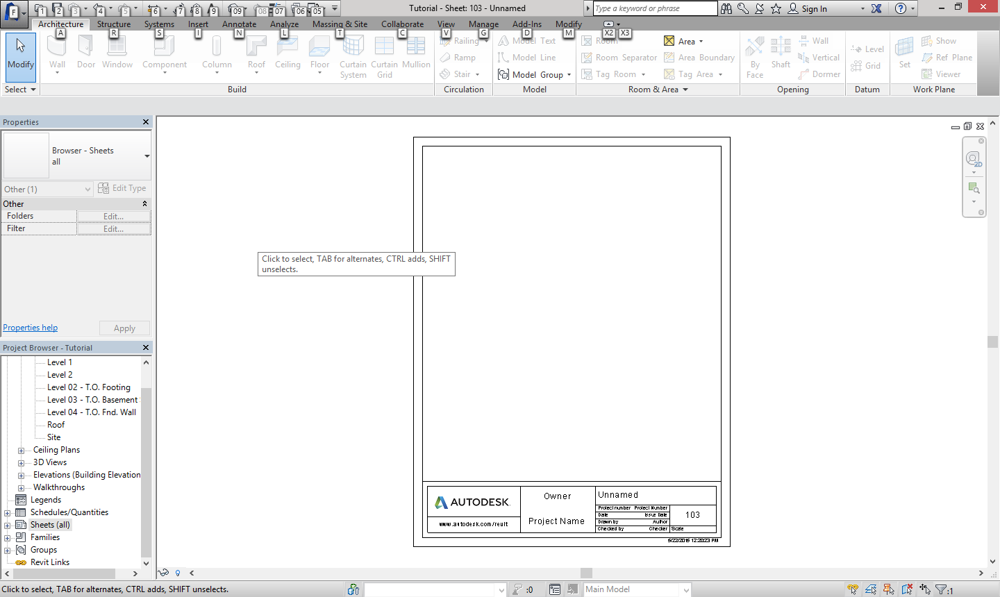 Tutorial - Sheet: 103 - Unnamed
Type a keyword or phrase
Sign In
F
1 2 3 4 5 6 7 8 9 09 08 07 06 05
Architecture Structure Systems Insert Annotate Analyze Massing & Site Collaborate View Manage Add-Ins Modify
A R S I N L T C V G D M X2 X3
Modify
Wall
Door
Window
Component
Column
Roof
Ceiling
Floor
Curtain System
Curtain Grid
Mullion
Railing
Ramp
Stair
Model Text
Model Line
Model Group
Room
Room Separator
Tag Room
Area
Area Boundary
Tag Area
By Face
Shaft
Wall
Vertical
Dormer
Level
Grid
Set
Show
Ref Plane
Viewer
Select Build Circulation Model Room & Area Opening Datum Work Plane
Properties
Browser - Sheets
all
Other (1)
Edit Type
Other
Folders Edit...
Filter Edit...
Properties help
Apply
Project Browser - Tutorial
Level 1
Level 2
Level 02 - T.O. Footing
Level 03 - T.O. Basement
Level 04 - T.O. Fnd. Wall
Roof
Site
Ceiling Plans
3D Views
Elevations (Building Elevation
Walkthroughs
Legends
Schedules/Quantities
Sheets (all)
Families
Groups
Revit Links
2D
Click to select, TAB for alternates, CTRL adds, SHIFT
unselects.
AUTODESK.
www.autodesk.com/revit
Owner
Project Name
Unnamed
Project number Project Number
Date Issue Date
Drawn by Author
Checked by Checker
103
Scale
5/22/2015 12:20:23 PM
Click to select, TAB for alternates, CTRL adds, SHIFT unselects.
:0
Main Model
:1